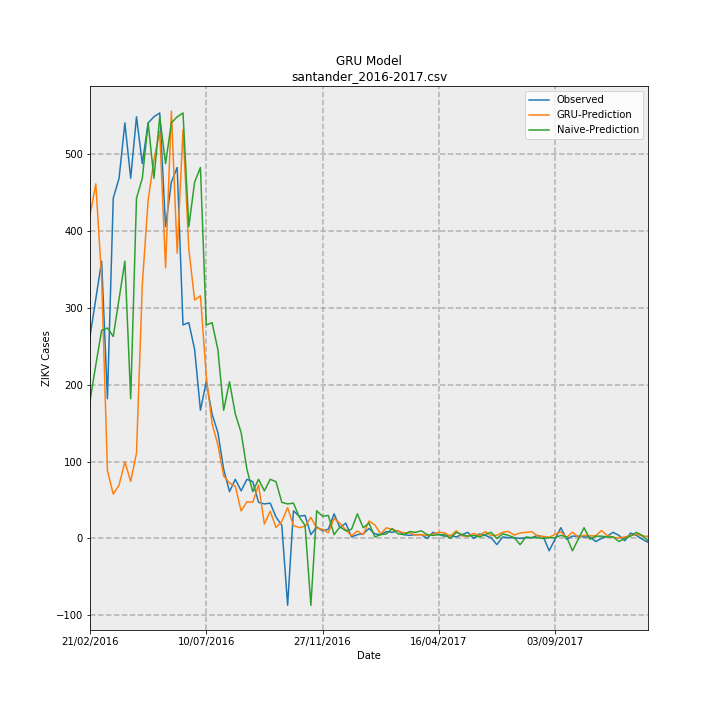 GRU Model
santander_2016-2017.csv
Observed
GRU-Prediction
Naive-Prediction
500
400
300
200
100
0
−100
ZIKV Cases
21/02/2016
10/07/2016
27/11/2016
16/04/2017
03/09/2017
Date